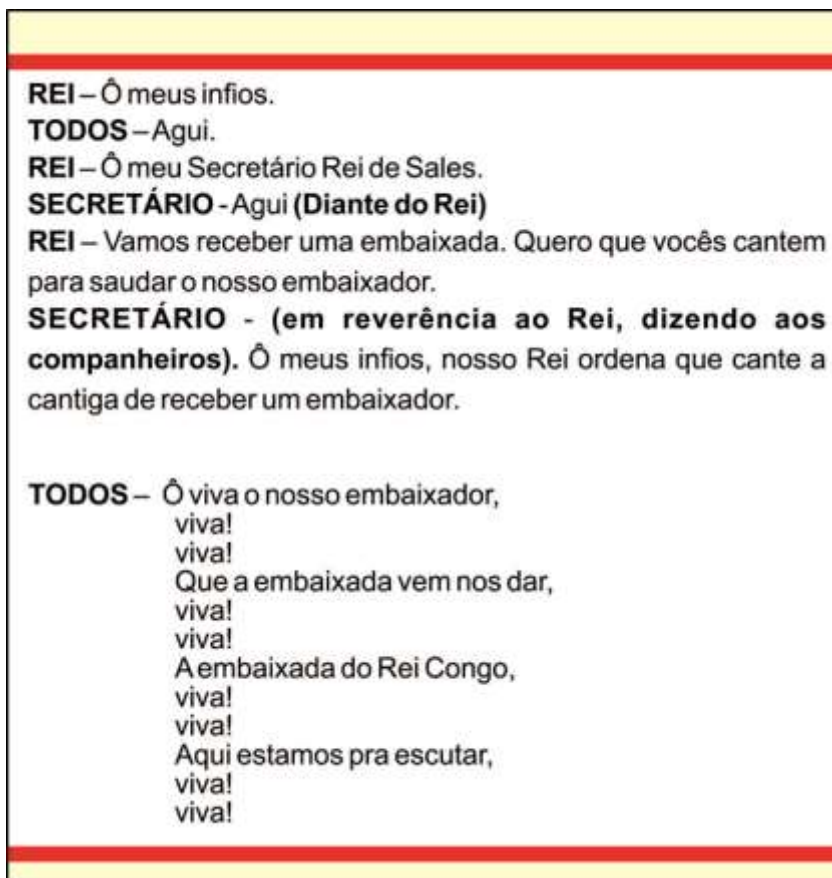 REI – Ô meus infios.
TODOS – Agui.
REI – Ô meu Secretário Rei de Sales.
SECRETÁRIO - Agui (Diante do Rei)
REI – Vamos receber uma embaixada. Quero que vocês cantem
para saudar o nosso embaixador.
SECRETÁRIO - (em reverência ao Rei, dizendo aos
companheiros). Ô meus infios, nosso Rei ordena que cante a
cantiga de receber um embaixador.
TODOS – Ô viva o nosso embaixador,
viva!
viva!
Que a embaixada vem nos dar,
viva!
viva!
A embaixada do Rei Congo,
viva!
viva!
Aqui estamos pra escutar,
viva!
viva!